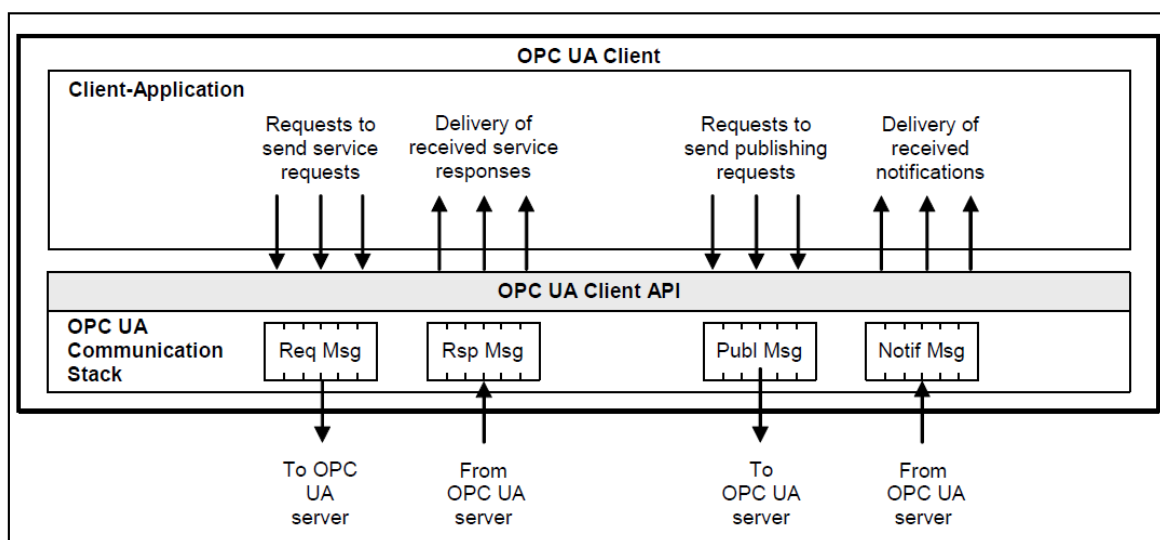 OPC UA Client
Client-Application
Requests to
send service
requests
Delivery of
received service
responses
Requests to
send publishing
requests
Delivery of
received
notifications
OPC UA Client API
OPC UA
Communication
Stack
Req Msg
Rsp Msg
Publ Msg
Notif Msg
To OPC
UA
server
From
OPC UA
server
To
OPC UA
server
From
OPC UA
server